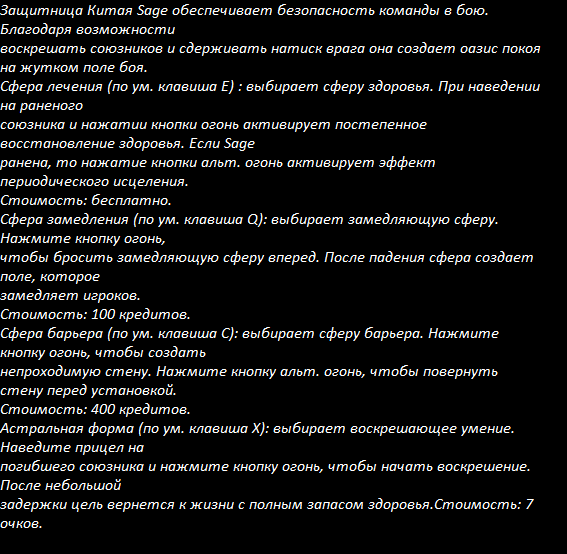 Защитница Китая Sage обеспечивает безопасность команды в бою.
Благодаря возможности
воскрешать союзников и сдерживать натиск врага она создает оазис покоя
на жутком поле боя.
Сфера лечения (по ум. клавиша E) : выбирает сферу здоровья. При наведении
на раненого
союзника и нажатии кнопки огонь активирует постепенное
восстановление здоровья. Если Sage
ранена, то нажатие кнопки альт. огонь активирует эффект
периодического исцеления.
Стоимость: бесплатно.
Сфера замедления (по ум. клавиша Q): выбирает замедляющую сферу.
Нажмите кнопку огонь,
чтобы бросить замедляющую сферу вперед. После падения сфера создает
поле, которое
замедляет игроков.
Стоимость: 100 кредитов.
Сфера барьера (по ум. клавиша C): выбирает сферу барьера. Нажмите
кнопку огонь, чтобы создать
непроходимую стену. Нажмите кнопку альт. огонь, чтобы повернуть
стену перед установкой.
Стоимость: 400 кредитов.
Астральная форма (по ум. клавиша X): выбирает воскрешающее умение.
Наведите прицел на
погибшего союзника и нажмите кнопку огонь, чтобы начать воскрешение.
После небольшой
задержки цель вернется к жизни с полным запасом здоровья.Стоимость: 7
очков.